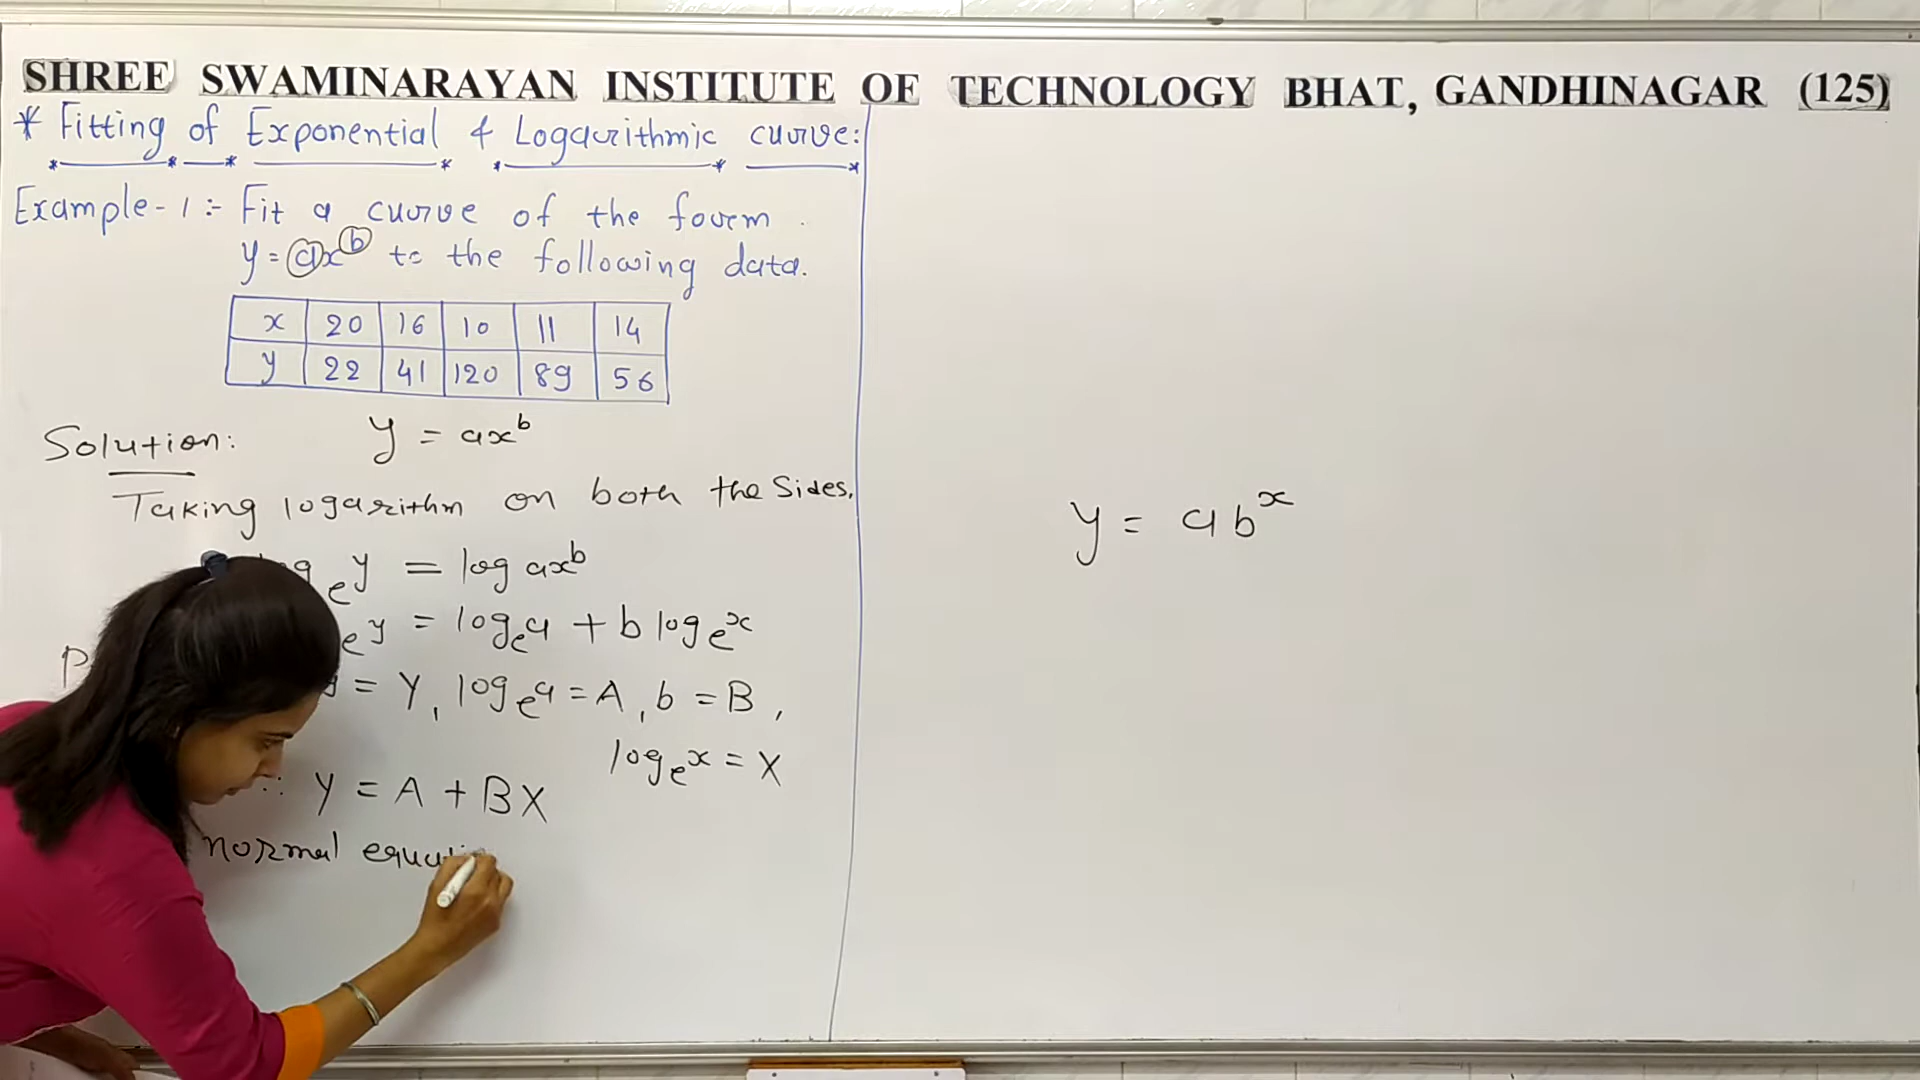 SHREE SWAMINARAYAN INSTITUTE OF TECHNOLOGY BHAT, GANDHINAGAR (125)
* Fitting of Exponential & Logarithmic curve:
Example-1:- Fit a curve of the form
y = ax^b to the following data.
x 20 16 10 11 14
y 22 41 120 89 56
Solution: y = ax^b
Taking logarithm on both the Sides,
y = log ax^b
y = log_e a + b log_e x
= Y, log_e a = A, b = B,
log_e x = X
∴ Y = A + BX
normal
y = ab^x